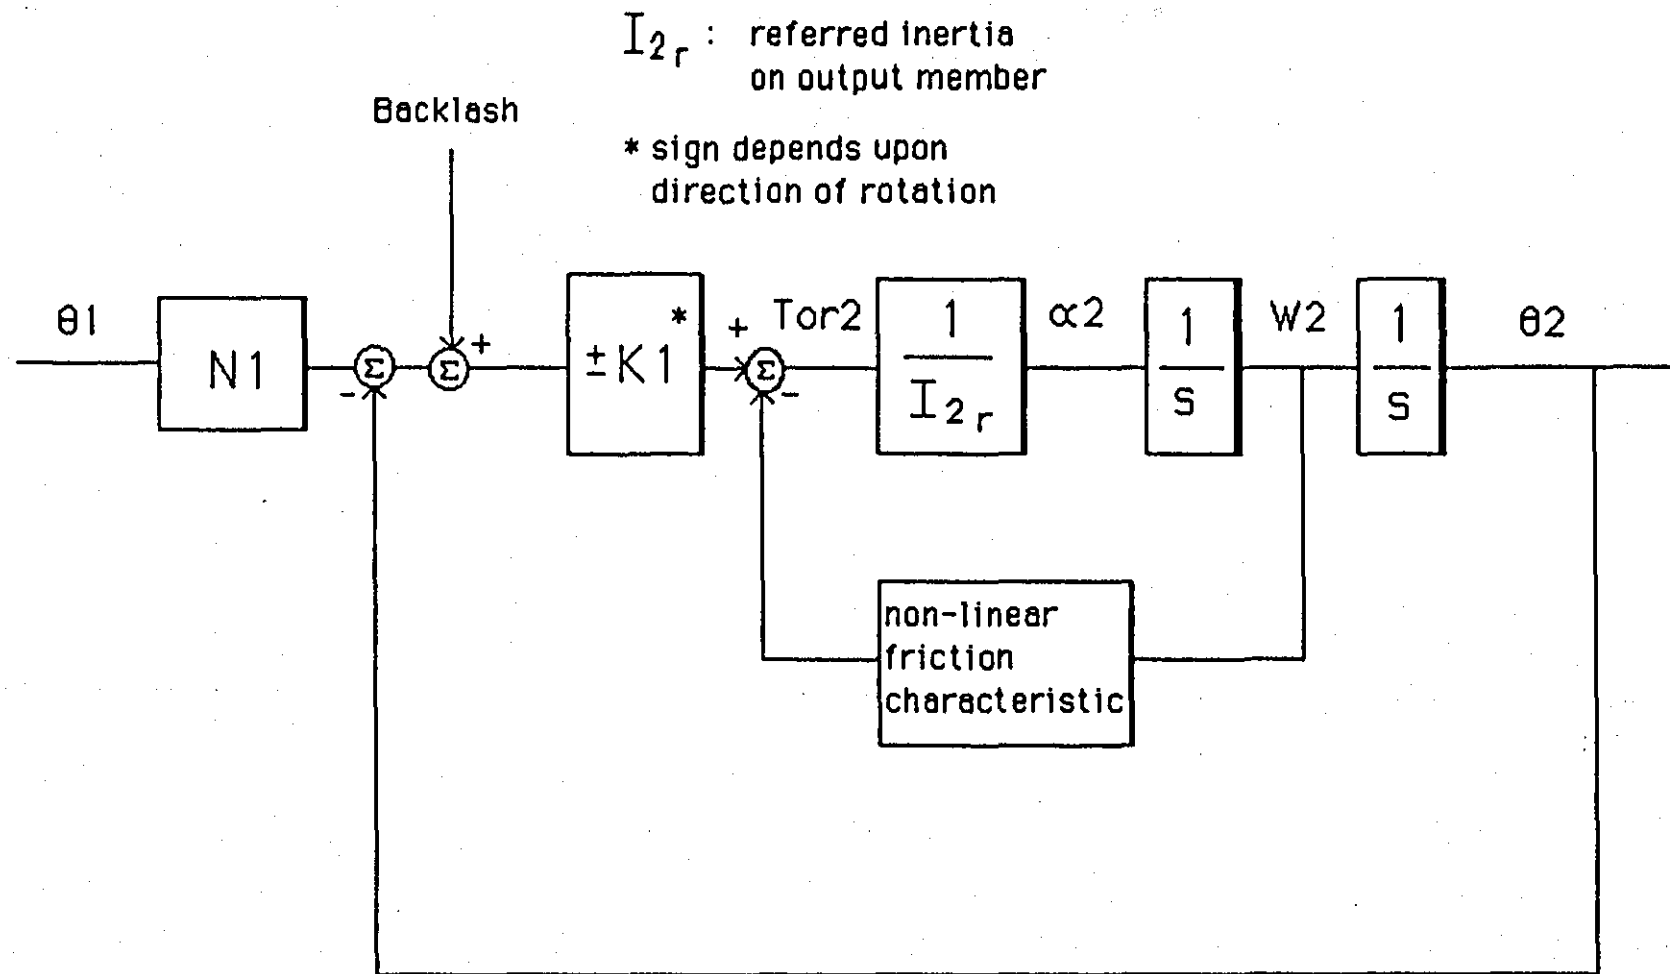 I2r : referred inertia
on output member
Backlash
* sign depends upon
direction of rotation
θ1
N1
Σ
-
Σ
+
±K1 *
+
Σ
-
Tor2
1
I2r
α2
1
S
W2
1
S
θ2
non-linear
friction
characteristic